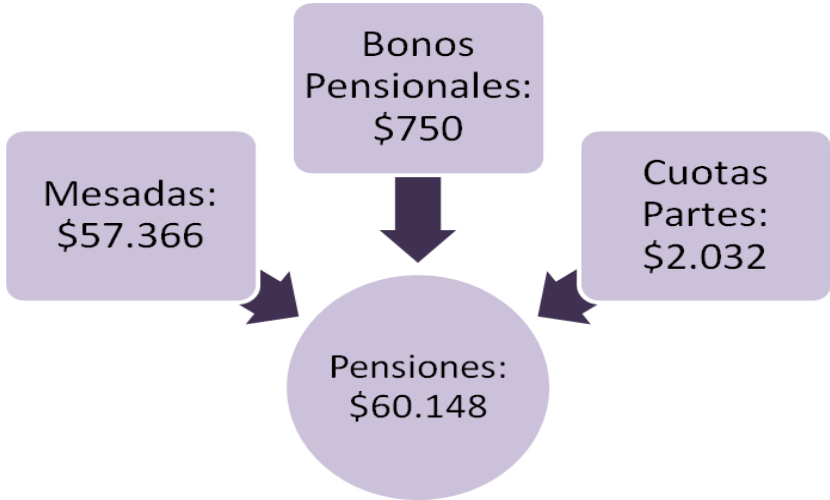 Bonos
Pensionales:
$750
Mesadas:
$57.366
Cuotas
Partes:
$2.032
Pensiones:
$60.148